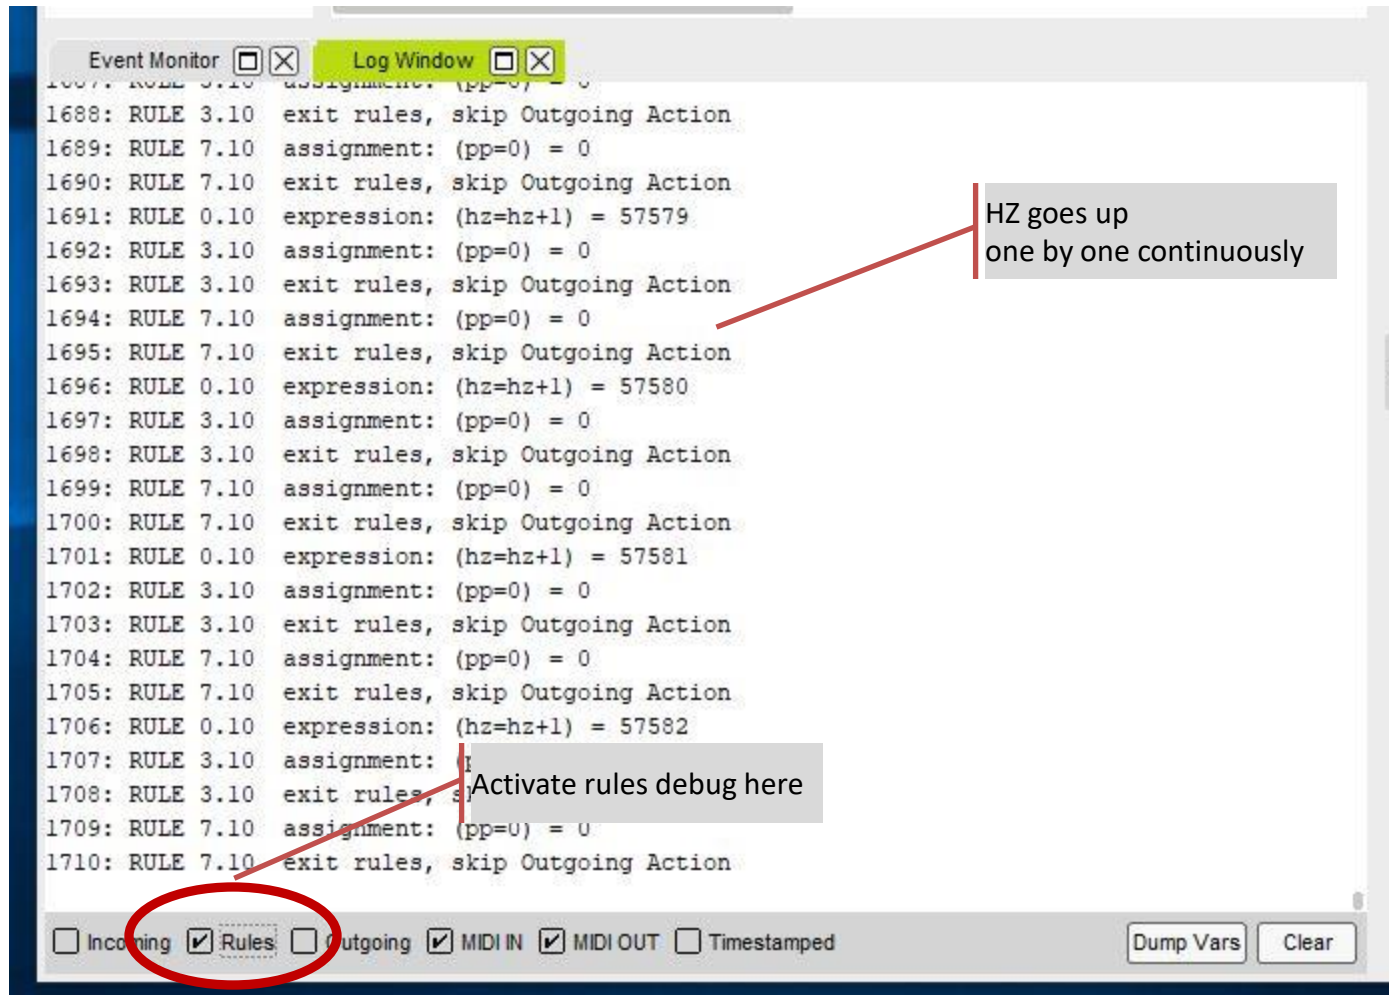 Event Monitor
Log Window
1687: RULE 3.10 assignment: (pp=0) = 0
1688: RULE 3.10 exit rules, skip Outgoing Action
1689: RULE 7.10 assignment: (pp=0) = 0
1690: RULE 7.10 exit rules, skip Outgoing Action
1691: RULE 0.10 expression: (hz=hz+1) = 57579
1692: RULE 3.10 assignment: (pp=0) = 0
1693: RULE 3.10 exit rules, skip Outgoing Action
1694: RULE 7.10 assignment: (pp=0) = 0
1695: RULE 7.10 exit rules, skip Outgoing Action
1696: RULE 0.10 expression: (hz=hz+1) = 57580
1697: RULE 3.10 assignment: (pp=0) = 0
1698: RULE 3.10 exit rules, skip Outgoing Action
1699: RULE 7.10 assignment: (pp=0) = 0
1700: RULE 7.10 exit rules, skip Outgoing Action
1701: RULE 0.10 expression: (hz=hz+1) = 57581
1702: RULE 3.10 assignment: (pp=0) = 0
1703: RULE 3.10 exit rules, skip Outgoing Action
1704: RULE 7.10 assignment: (pp=0) = 0
1705: RULE 7.10 exit rules, skip Outgoing Action
1706: RULE 0.10 expression: (hz=hz+1) = 57582
1707: RULE 3.10 assignment:
1708: RULE 3.10 exit rules,
1709: RULE 7.10 assignment: (pp=0) = 0
1710: RULE 7.10 exit rules, skip Outgoing Action
HZ goes up
one by one continuously
Activate rules debug here
Incoming Rules Outgoing MIDI IN MIDI OUT Timestamped Dump Vars Clear